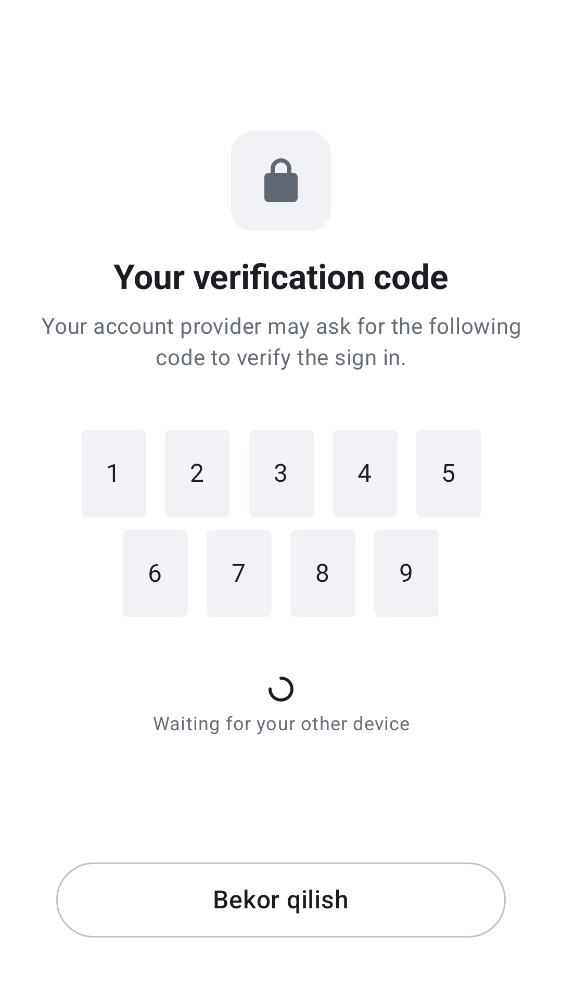 Your verification code
Your account provider may ask for the following
code to verify the sign in.
1 2 3 4 5
6 7 8 9
Waiting for your other device
Bekor qilish